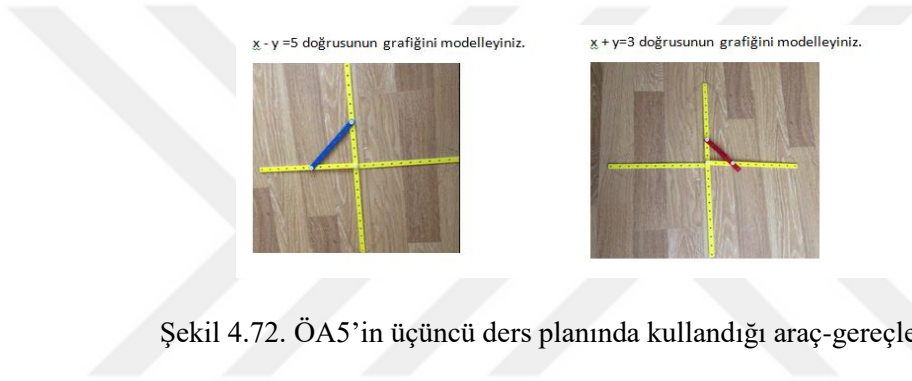 x - y =5 doğrusunun grafiğini modelleyiniz.
x + y=3 doğrusunun grafiğini modelleyiniz.
Şekil 4.72. ÖA5’in üçüncü ders planında kullandığı araç-gereçle